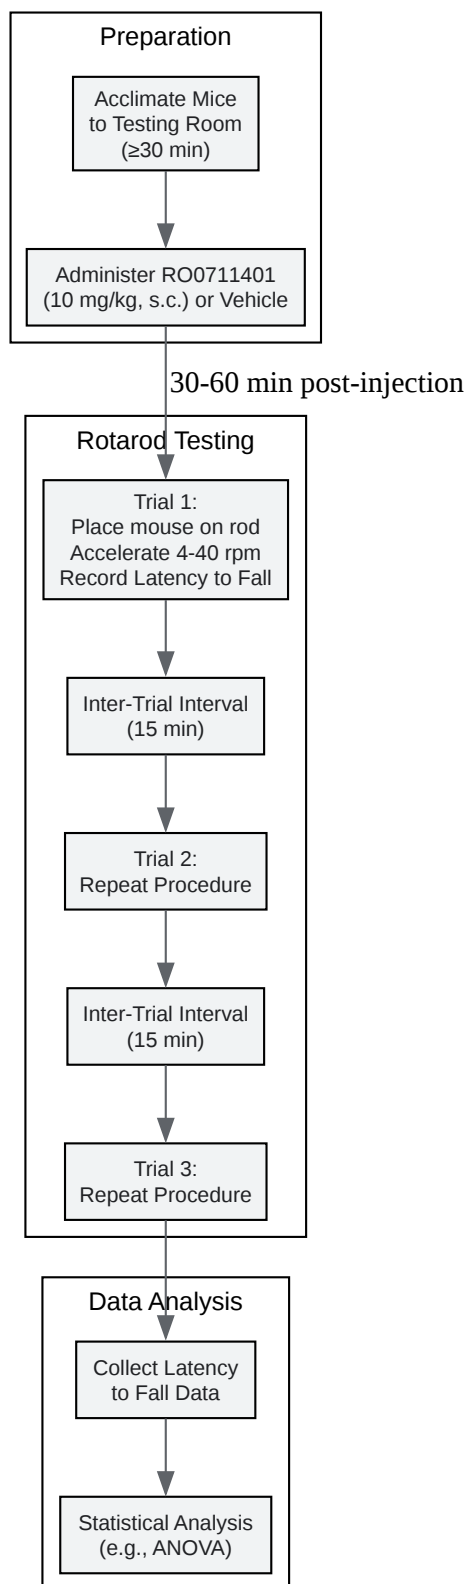 Preparation
Acclimate Mice
to Testing Room
(≥30 min)
Administer RO0711401
(10 mg/kg, s.c.) or Vehicle
30-60 min post-injection
Rotarod Testing
Trial 1:
Place mouse on rod
Accelerate 4-40 rpm
Record Latency to Fall
Inter-Trial Interval
(15 min)
Trial 2:
Repeat Procedure
Inter-Trial Interval
(15 min)
Trial 3:
Repeat Procedure
Data Analysis
Collect Latency
to Fall Data
Statistical Analysis
(e.g., ANOVA)